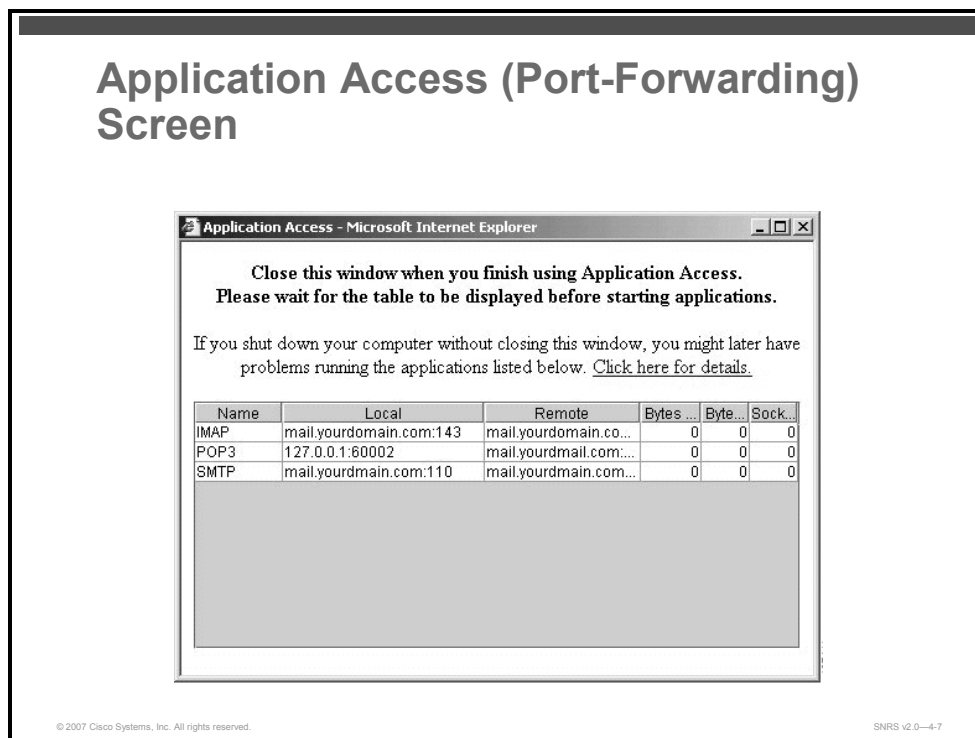 Application Access (Port-Forwarding)
Screen
Application Access - Microsoft Internet Explorer
Close this window when you finish using Application Access.
Please wait for the table to be displayed before starting applications.
If you shut down your computer without closing this window, you might later have
problems running the applications listed below. Click here for details.
Name Local Remote Bytes ... Byte... Sock...
IMAP mail.yourdomain.com:143 mail.yourdomain.co... 0 0 0
POP3 127.0.0.1:60002 mail.yourdmail.com:... 0 0 0
SMTP mail.yourdmain.com:110 mail.yourdmain.com... 0 0 0
© 2007 Cisco Systems, Inc. All rights reserved. SNRS v2.0—4-7